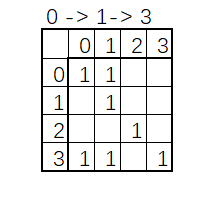 0 -> 1-> 3
0 1 2 3
0 1 1
1 1
2 1
3 1 1 1